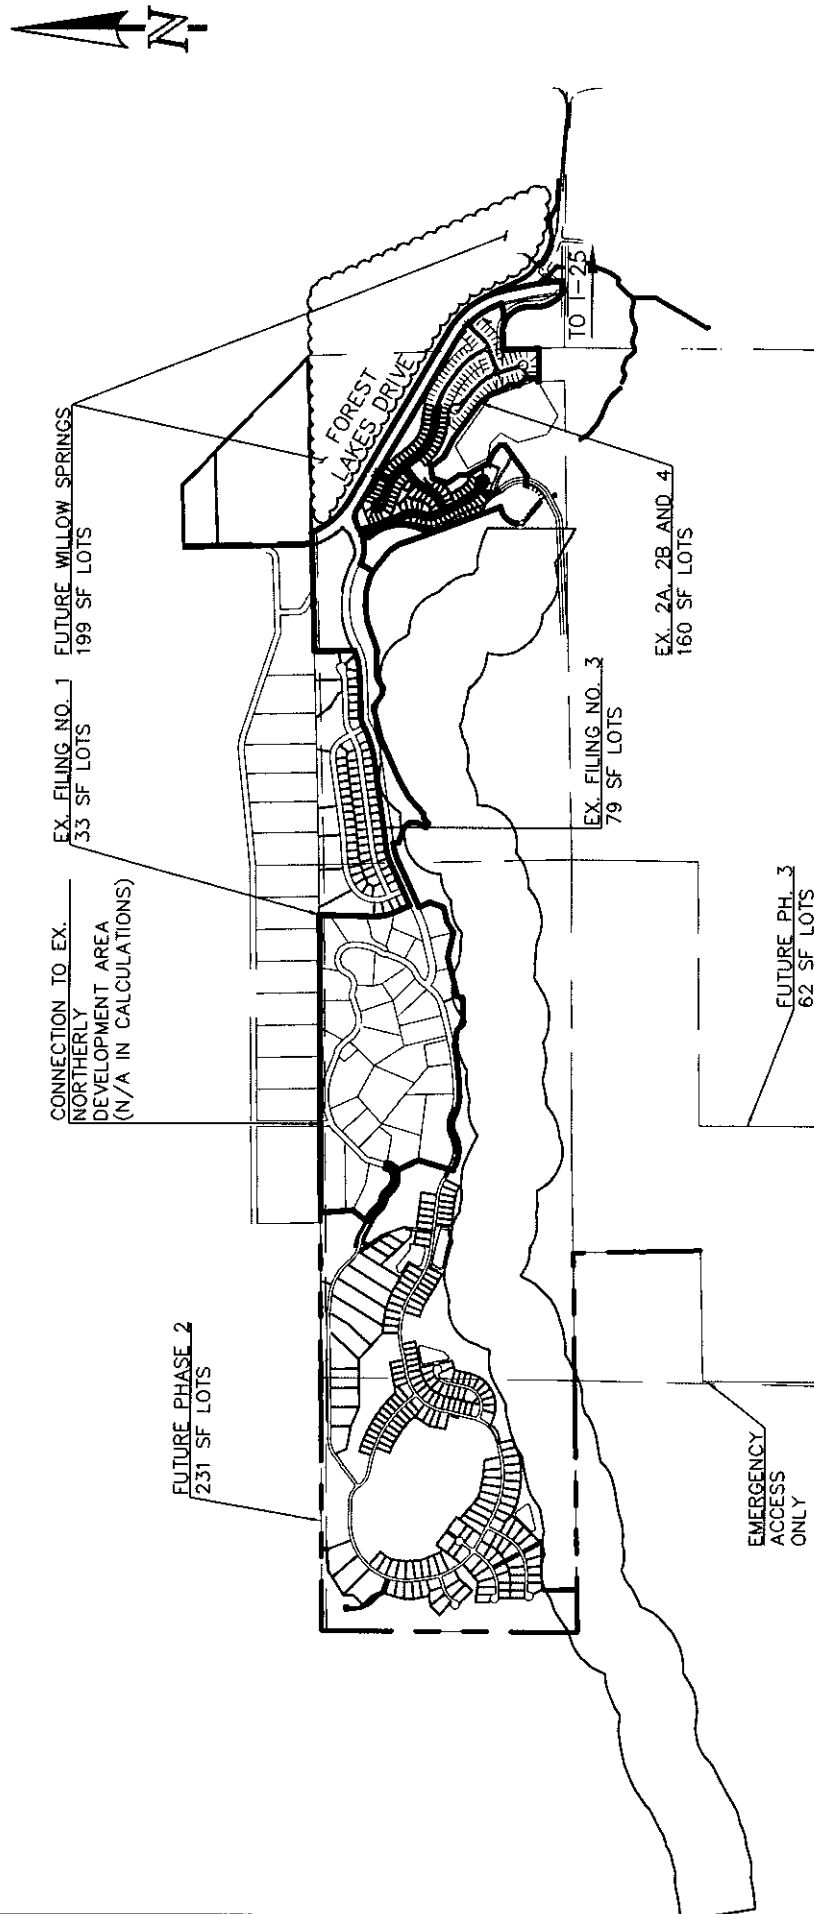 N
CONNECTION TO EX.
NORTHERLY
DEVELOPMENT AREA
(N/A IN CALCULATIONS)
EX. FILING NO. 1
33 SF LOTS
FUTURE WILLOW SPRINGS
199 SF LOTS
FUTURE PHASE 2
231 SF LOTS
FOREST
LAKES DRIVE
TO I-25
EX. FILING NO. 3
79 SF LOTS
EX. 2A, 2B AND 4
160 SF LOTS
EMERGENCY
ACCESS
ONLY
FUTURE PH. 3
62 SF LOTS